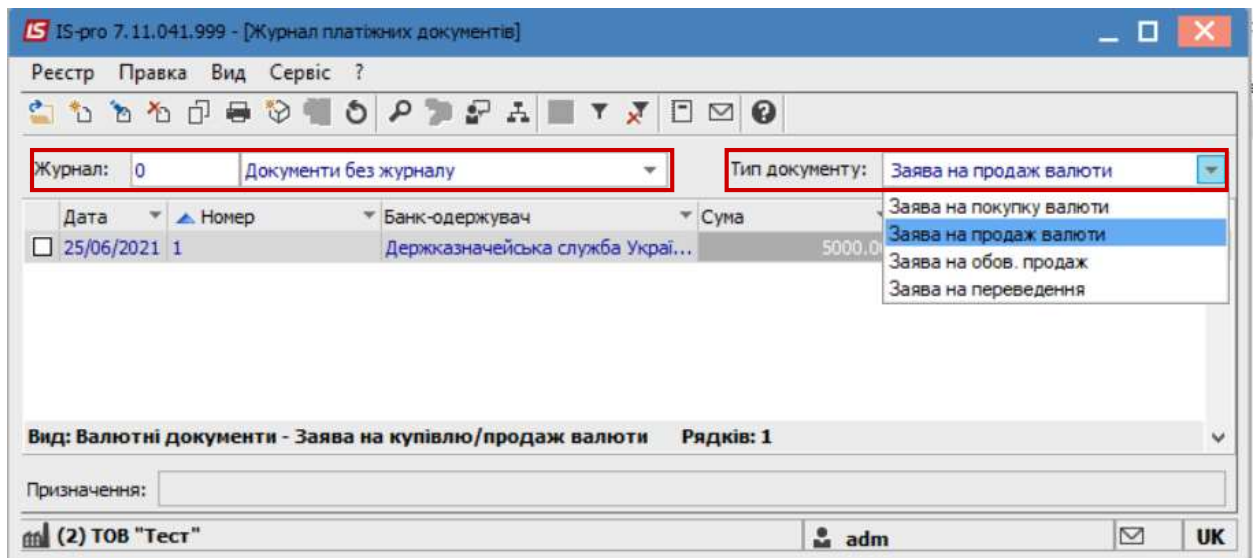 IS IS-pro 7.11.041.999 - [Журнал платіжних документів]
Реєстр Правка Вид Сервіс ?
Журнал: 0 Документи без журналу Тип документу: Заява на продаж валюти
Дата Номер Банк-одержувач Сума
Заява на покупку валюти
25/06/2021 1 Держказначейська служба Украї... 5000.0
Заява на продаж валюти
Заява на обов. продаж
Заява на переведення
Вид: Валютні документи - Заява на купівлю/продаж валюти Рядків: 1
Призначення:
(2) ТОВ "Тест" adm UK